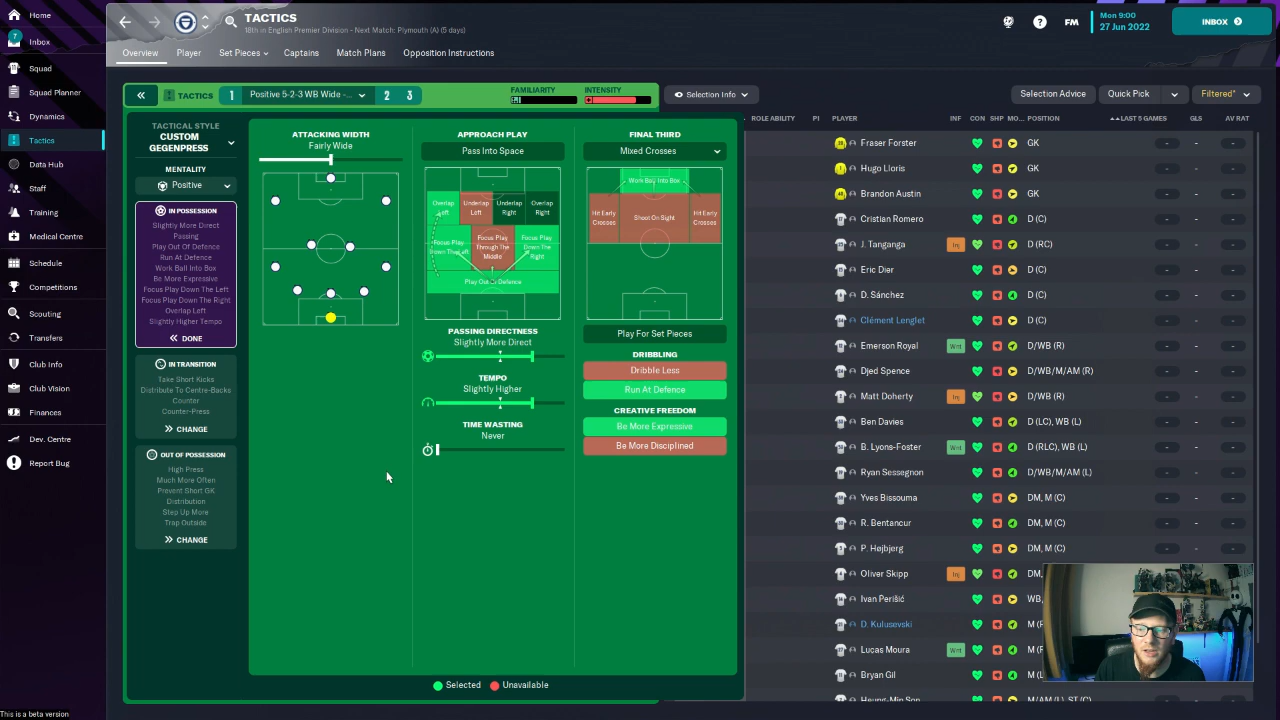 TACTICS
18th in English Premier Division - Next Match: Plymouth (A) (5 days)
FM
Mon 9:00
27 Jun 2022
INBOX
Home
7
Inbox
Squad
Squad Planner
Dynamics
Tactics
Data Hub
Staff
Training
Medical Centre
Schedule
Competitions
Scouting
Transfers
Club Info
Club Vision
Finances
Dev. Centre
Report Bug
This is a beta version
Overview Player Set Pieces Captains Match Plans Opposition Instructions
TACTICS 1 Positive 5-2-3 WB Wide -... 2 3
FAMILIARITY INTENSITY
TACTICAL STYLE
CUSTOM
GEGENPRESS
MENTALITY
Positive
IN POSSESSION
Slightly More Direct
Passing
Play Out Of Defence
Run At Defence
Work Ball Into Box
Be More Expressive
Focus Play Down The Left
Focus Play Down The Right
Overlap Left
Slightly Higher Tempo
DONE
IN TRANSITION
Take Short Kicks
Distribute To Centre-Backs
Counter
Counter-Press
CHANGE
OUT OF POSSESSION
High Press
Much More Often
Prevent Short GK
Distribution
Step Up More
Trap Outside
CHANGE
ATTACKING WIDTH
Fairly Wide
APPROACH PLAY
Pass Into Space
Overlap Left
Underlap Left
Underlap Right
Overlap Right
Focus Play Down The Left
Focus Play Through The Middle
Focus Play Down The Right
Play Out Of Defence
PASSING DIRECTNESS
Slightly More Direct
TEMPO
Slightly Higher
TIME WASTING
Never
FINAL THIRD
Mixed Crosses
Work Ball Into Box
Hit Early Crosses
Shoot On Sight
Hit Early Crosses
Play For Set Pieces
DRIBBLING
Dribble Less
Run At Defence
CREATIVE FREEDOM
Be More Expressive
Be More Disciplined
Selected Unavailable
Selection Info Selection Advice Quick Pick Filtered*
ROLE ABILITY PI PLAYER INF CON SHP MO... POSITION LAST 5 GAMES GLS AV RAT
Fraser Forster GK - - -
Hugo Lloris GK - - -
Brandon Austin GK - - -
Cristian Romero D (C) - - -
J. Tanganga Inj D (RC) - - -
Eric Dier D (C) - - -
D. Sánchez D (C) - - -
Clément Lenglet D (C) - - -
Emerson Royal Wnt D/WB (R) - - -
Djed Spence D/WB/M/AM (R) - - -
Matt Doherty Inj D/WB (R) - - -
Ben Davies D (LC), WB (L) - - -
B. Lyons-Foster Wnt D (RLC), WB (L) - - -
Ryan Sessegnon D/WB/M/AM (L) - - -
Yves Bissouma DM, M (C) - - -
R. Bentancur DM, M (C) - - -
P. Højbjerg DM, M (C) - - -
Oliver Skipp Inj DM,
Ivan Perišić WB,
D. Kulusevski M (
Lucas Moura Wnt M (
Bryan Gil M (
Heung-Min Son M/AM (L), ST (C) - - -